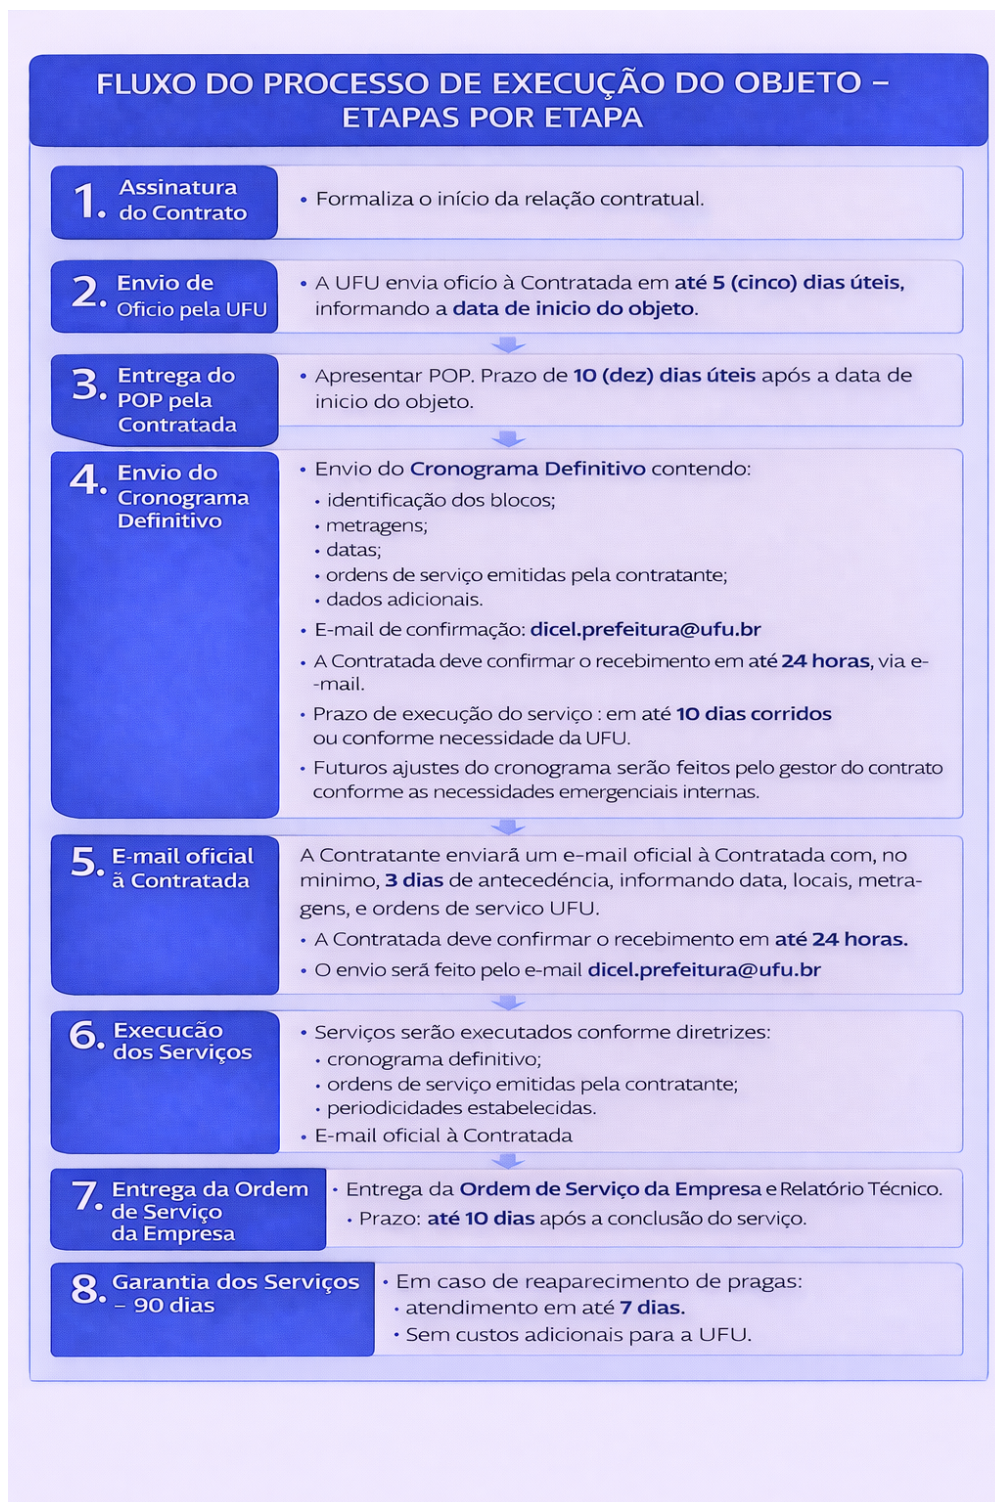 FLUXO DO PROCESSO DE EXECUÇÃO DO OBJETO –
ETAPAS POR ETAPA
1. Assinatura
do Contrato
• Formaliza o início da relação contratual.
2. Envio de
Oficio pela UFU
• A UFU envia oficío à Contratada em até 5 (cinco) dias úteis,
informando a data de inicio do objeto.
3. Entrega do
POP pela
Contratada
• Apresentar POP. Prazo de 10 (dez) dias úteis após a data de
inicio do objeto.
4. Envio do
Cronograma
Definitivo
• Envio do Cronograma Definitivo contendo:
• identificação dos blocos;
• metragens;
• datas;
• ordens de serviço emitidas pela contratante;
• dados adicionais.
• E-mail de confirmação: dicel.prefeitura@ufu.br
• A Contratada deve confirmar o recebimento em até 24 horas, via e-
-mail.
• Prazo de execução do serviço : em até 10 dias corridos
ou conforme necessidade da UFU.
• Futuros ajustes do cronograma serão feitos pelo gestor do contrato
conforme as necessidades emergenciais internas.
5. E-mail oficial
ã Contratada
A Contratante enviarã um e-mail oficial à Contratada com, no
minimo, 3 dias de antecedéncia, informando data, locais, metra-
gens, e ordens de servico UFU.
• A Contratada deve confirmar o recebimento em até 24 horas.
• O envio serã feito pelo e-mail dicel.prefeitura@ufu.br
6. Execucão
dos Serviços
• Serviços serão executados conforme diretrizes:
• cronograma definitivo;
• ordens de serviço emitidas pela contratante;
• periodicidades estabelecidas.
• E-mail oficial à Contratada
7. Entrega da Ordem
de Serviço
da Empresa
• Entrega da Ordem de Serviço da Empresa e Relatório Técnico.
• Prazo: até 10 dias após a conclusão do serviço.
8. Garantia dos Serviços
– 90 dias
• Em caso de reaparecimento de pragas:
• atendimento em até 7 dias.
• Sem custos adicionais para a UFU.